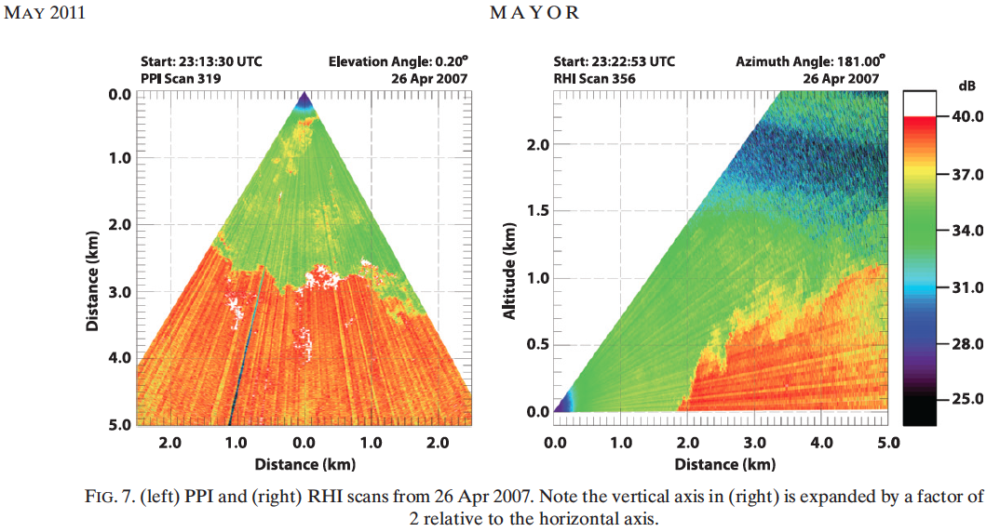 MAY 2011 MAYOR
Start: 23:13:30 UTC Elevation Angle: 0.20°
PPI Scan 319 26 Apr 2007
0.0
1.0
2.0
3.0
4.0
5.0
Distance (km)
2.0 1.0 0.0 1.0 2.0
Distance (km)
Start: 23:22:53 UTC Azimuth Angle: 181.00°
RHI Scan 356 26 Apr 2007
2.0
1.5
1.0
0.5
0.0
Altitude (km)
0.0 1.0 2.0 3.0 4.0 5.0
Distance (km)
dB
40.0
37.0
34.0
31.0
28.0
25.0
FIG. 7. (left) PPI and (right) RHI scans from 26 Apr 2007. Note the vertical axis in (right) is expanded by a factor of
2 relative to the horizontal axis.